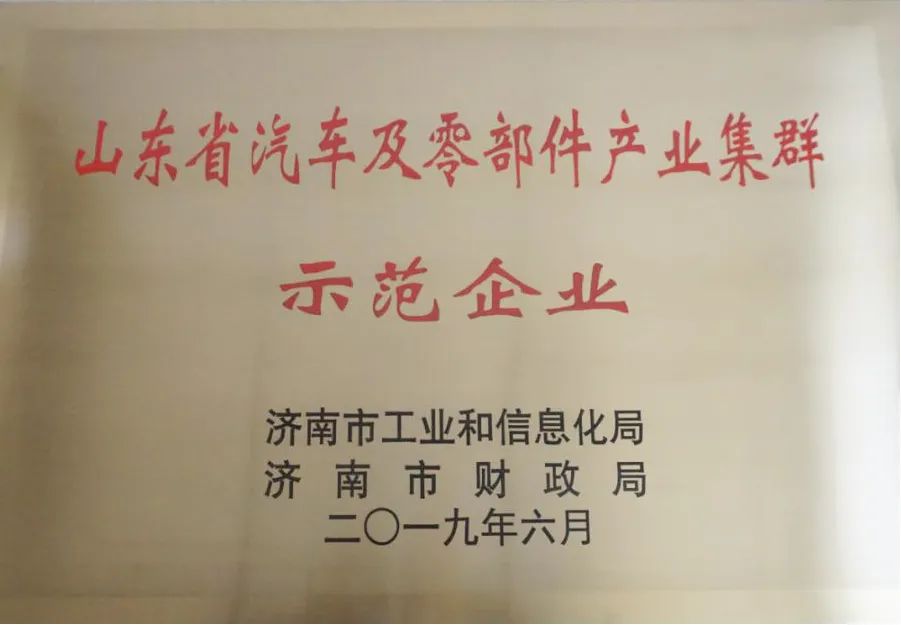 山东省汽车及零部件产业集群
示范企业
济南市工业和信息化局
济南市财政局
二〇一九年六月